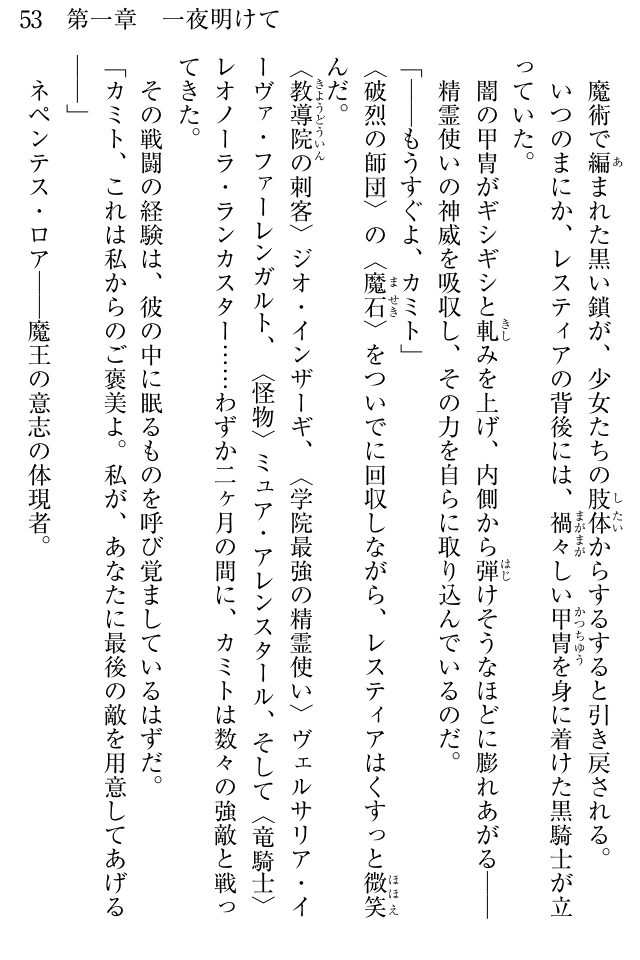 53　第一章　一夜明けて
魔術で編まれた黒い鎖が、少女たちの肢体からするすると引き戻される。
いつのまにか、レスティアの背後には、禍々しい甲冑を身に着けた黒騎士が立
っていた。
闇の甲冑がギシギシと軋みを上げ、内側から弾けそうなほどに膨れあがる――
精霊使いの神威を吸収し、その力を自らに取り込んでいるのだ。
「――もうすぐよ、カミト」
〈破烈の師団〉の〈魔石〉をついでに回収しながら、レスティアはくすっと微笑
んだ。
〈教導院の刺客〉ジオ・インザーギ、〈学院最強の精霊使い〉ヴェルサリア・イ
ーヴァ・ファーレンガルト、〈怪物〉ミュア・アレンスタール、そして〈竜騎士〉
レオノーラ・ランカスター……わずか二ヶ月の間に、カミトは数々の強敵と戦っ
てきた。
その戦闘の経験は、彼の中に眠るものを呼び覚ましているはずだ。
「カミト、これは私からのご褒美よ。私が、あなたに最後の敵を用意してあげる
――」
ネペンテス・ロア――魔王の意志の体現者。